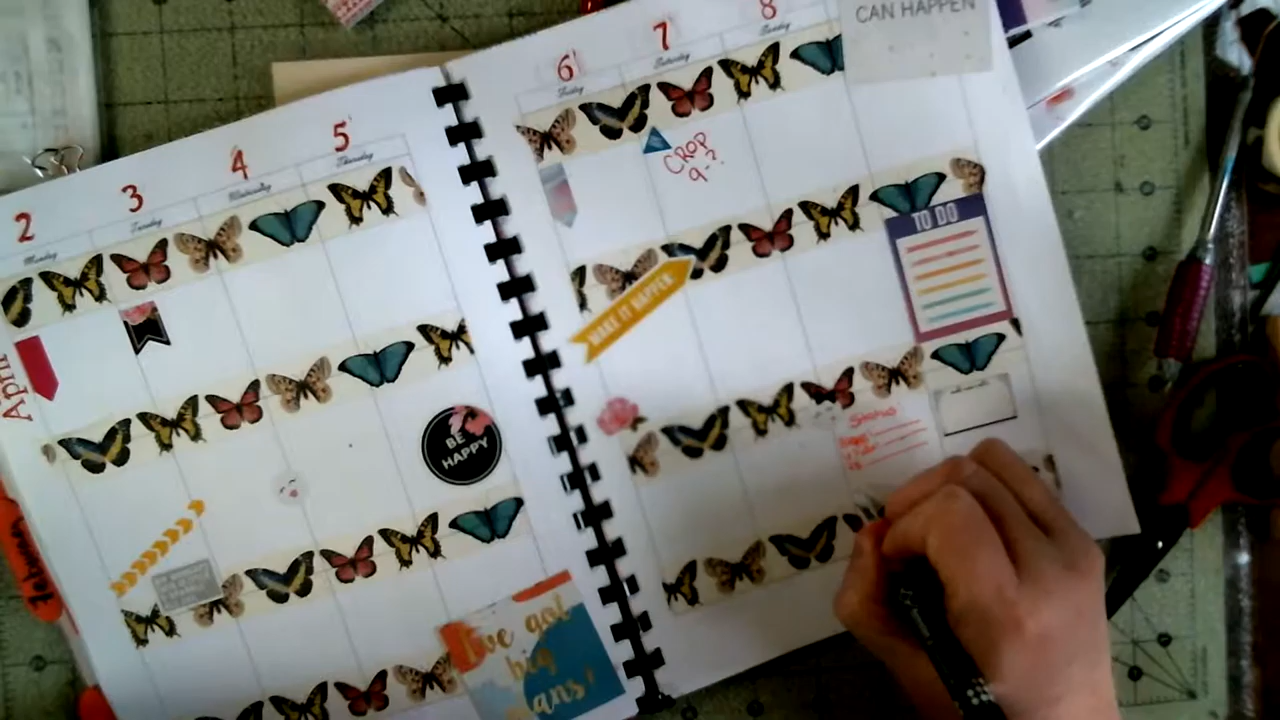 2 3 4 5 6 7 8
Monday Tuesday Wednesday Thursday Friday Saturday Sunday
April
BE
HAPPY
I've got
big
plans!
CAN HAPPEN
CROP
9-?
MAKE IT HAPPEN
TO DO